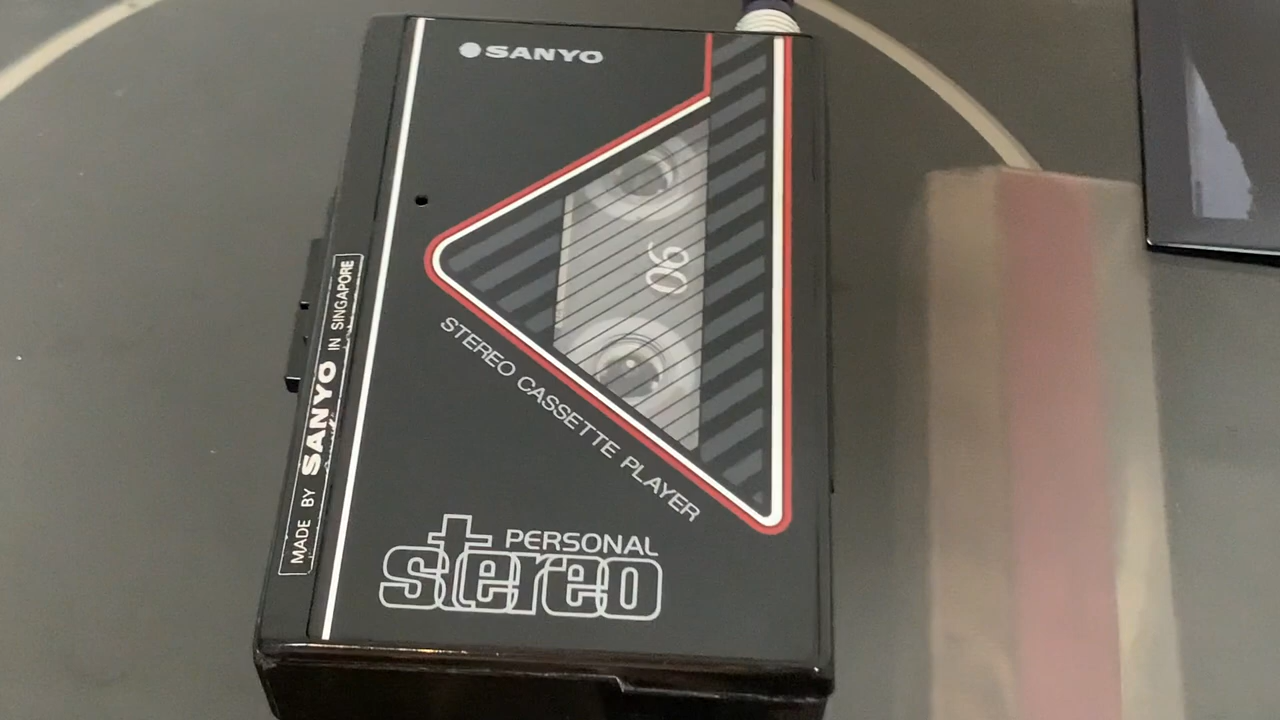 SANYO
90
STEREO CASSETTE PLAYER
PERSONAL
stereo
MADE BY SANYO IN SINGAPORE